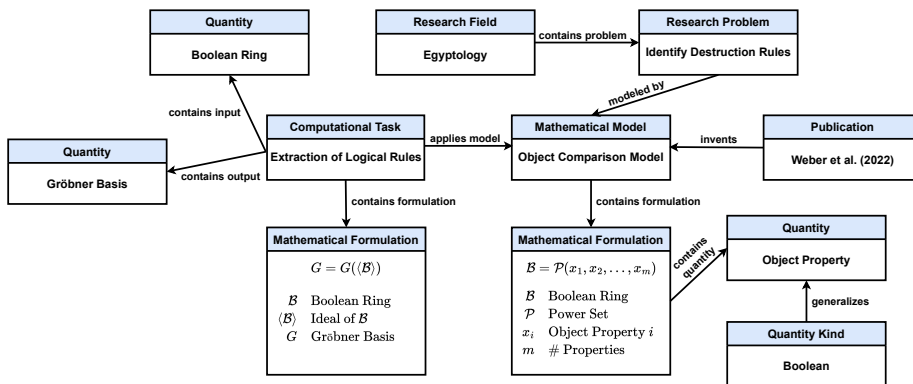 Quantity
Boolean Ring
Research Field
Egyptology
contains problem
Research Problem
Identify Destruction Rules
contains input
modeled by
Quantity
Gröbner Basis
contains output
Computational Task
Extraction of Logical Rules
applies model
Mathematical Model
Object Comparison Model
invents
Publication
Weber et al. (2022)
contains formulation
contains formulation
Mathematical Formulation
G = G(⟨ℬ⟩)
ℬ Boolean Ring
⟨ℬ⟩ Ideal of ℬ
G Gröbner Basis
Mathematical Formulation
ℬ = 𝒫(x₁, x₂, . . . , xₘ)
ℬ Boolean Ring
𝒫 Power Set
xᵢ Object Property i
m # Properties
contains
quantity
Quantity
Object Property
generalizes
Quantity Kind
Boolean